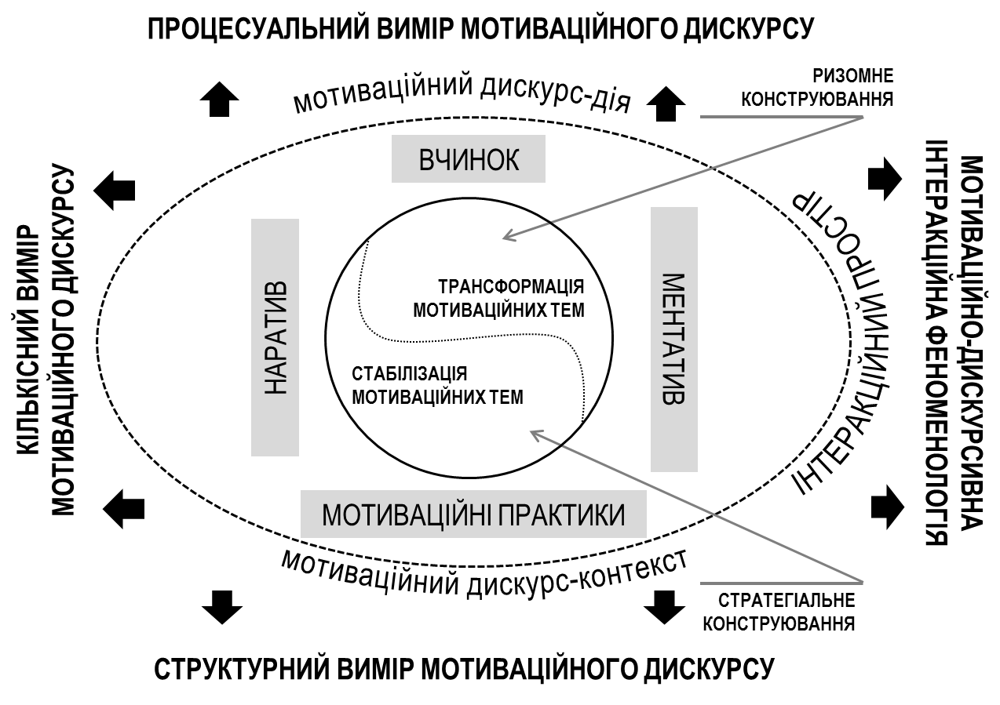 ПРОЦЕСУАЛЬНИЙ ВИМІР МОТИВАЦІЙНОГО ДИСКУРСУ
мотиваційний дискурс-дія
РИЗОМНЕ
КОНСТРУЮВАННЯ
ВЧИНОК
КІЛЬКІСНИЙ ВИМІР
МОТИВАЦІЙНОГО ДИСКУРСУ
НАРАТИВ
ТРАНСФОРМАЦІЯ
МОТИВАЦІЙНИХ ТЕМ
СТАБІЛІЗАЦІЯ
МОТИВАЦІЙНИХ ТЕМ
МЕНТАТИВ
ІНТЕРАКЦІЙНИЙ ПРОСТІР
МОТИВАЦІЙНО-ДИСКУРСИВНА
ІНТЕРАКЦІЙНА ФЕНОМЕНОЛОГІЯ
МОТИВАЦІЙНІ ПРАКТИКИ
мотиваційний дискурс-контекст
СТРАТЕГІАЛЬНЕ
КОНСТРУЮВАННЯ
СТРУКТУРНИЙ ВИМІР МОТИВАЦІЙНОГО ДИСКУРСУ